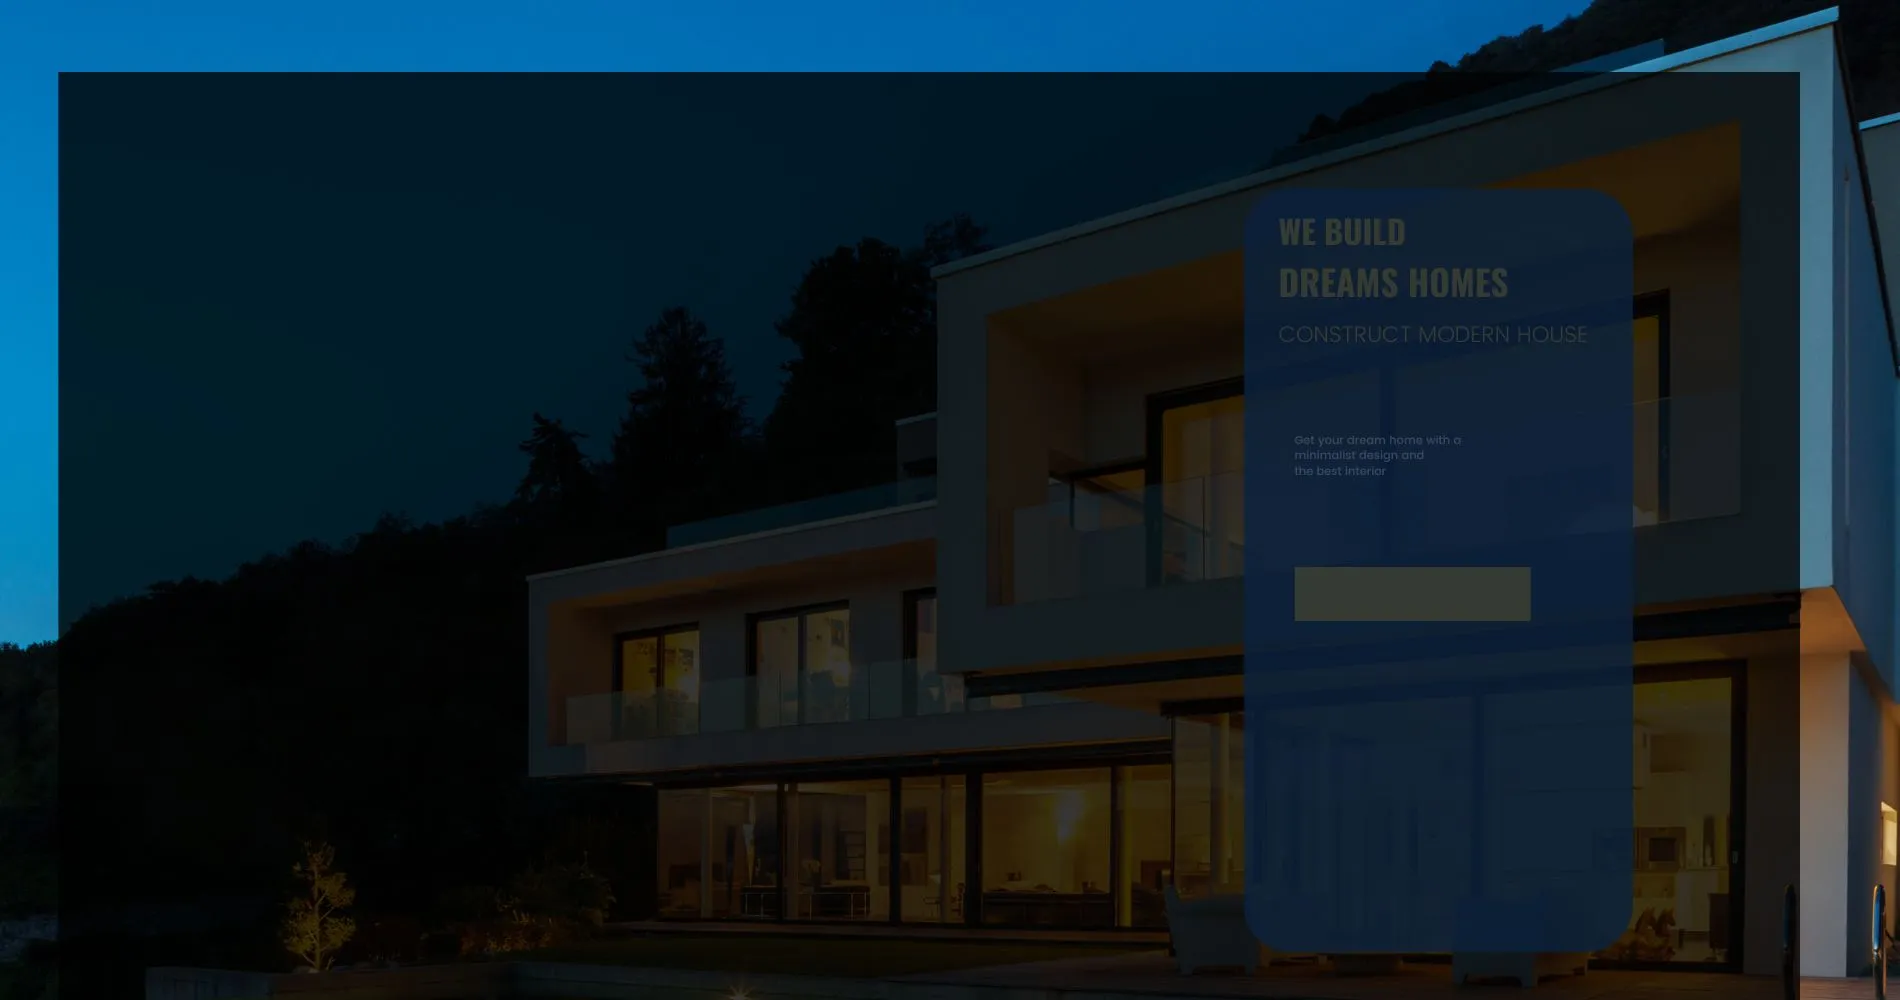 WE BUILD
DREAMS HOMES
CONSTRUCT MODERN HOUSE
Get your dream home with a
minimalist design and
the best interior